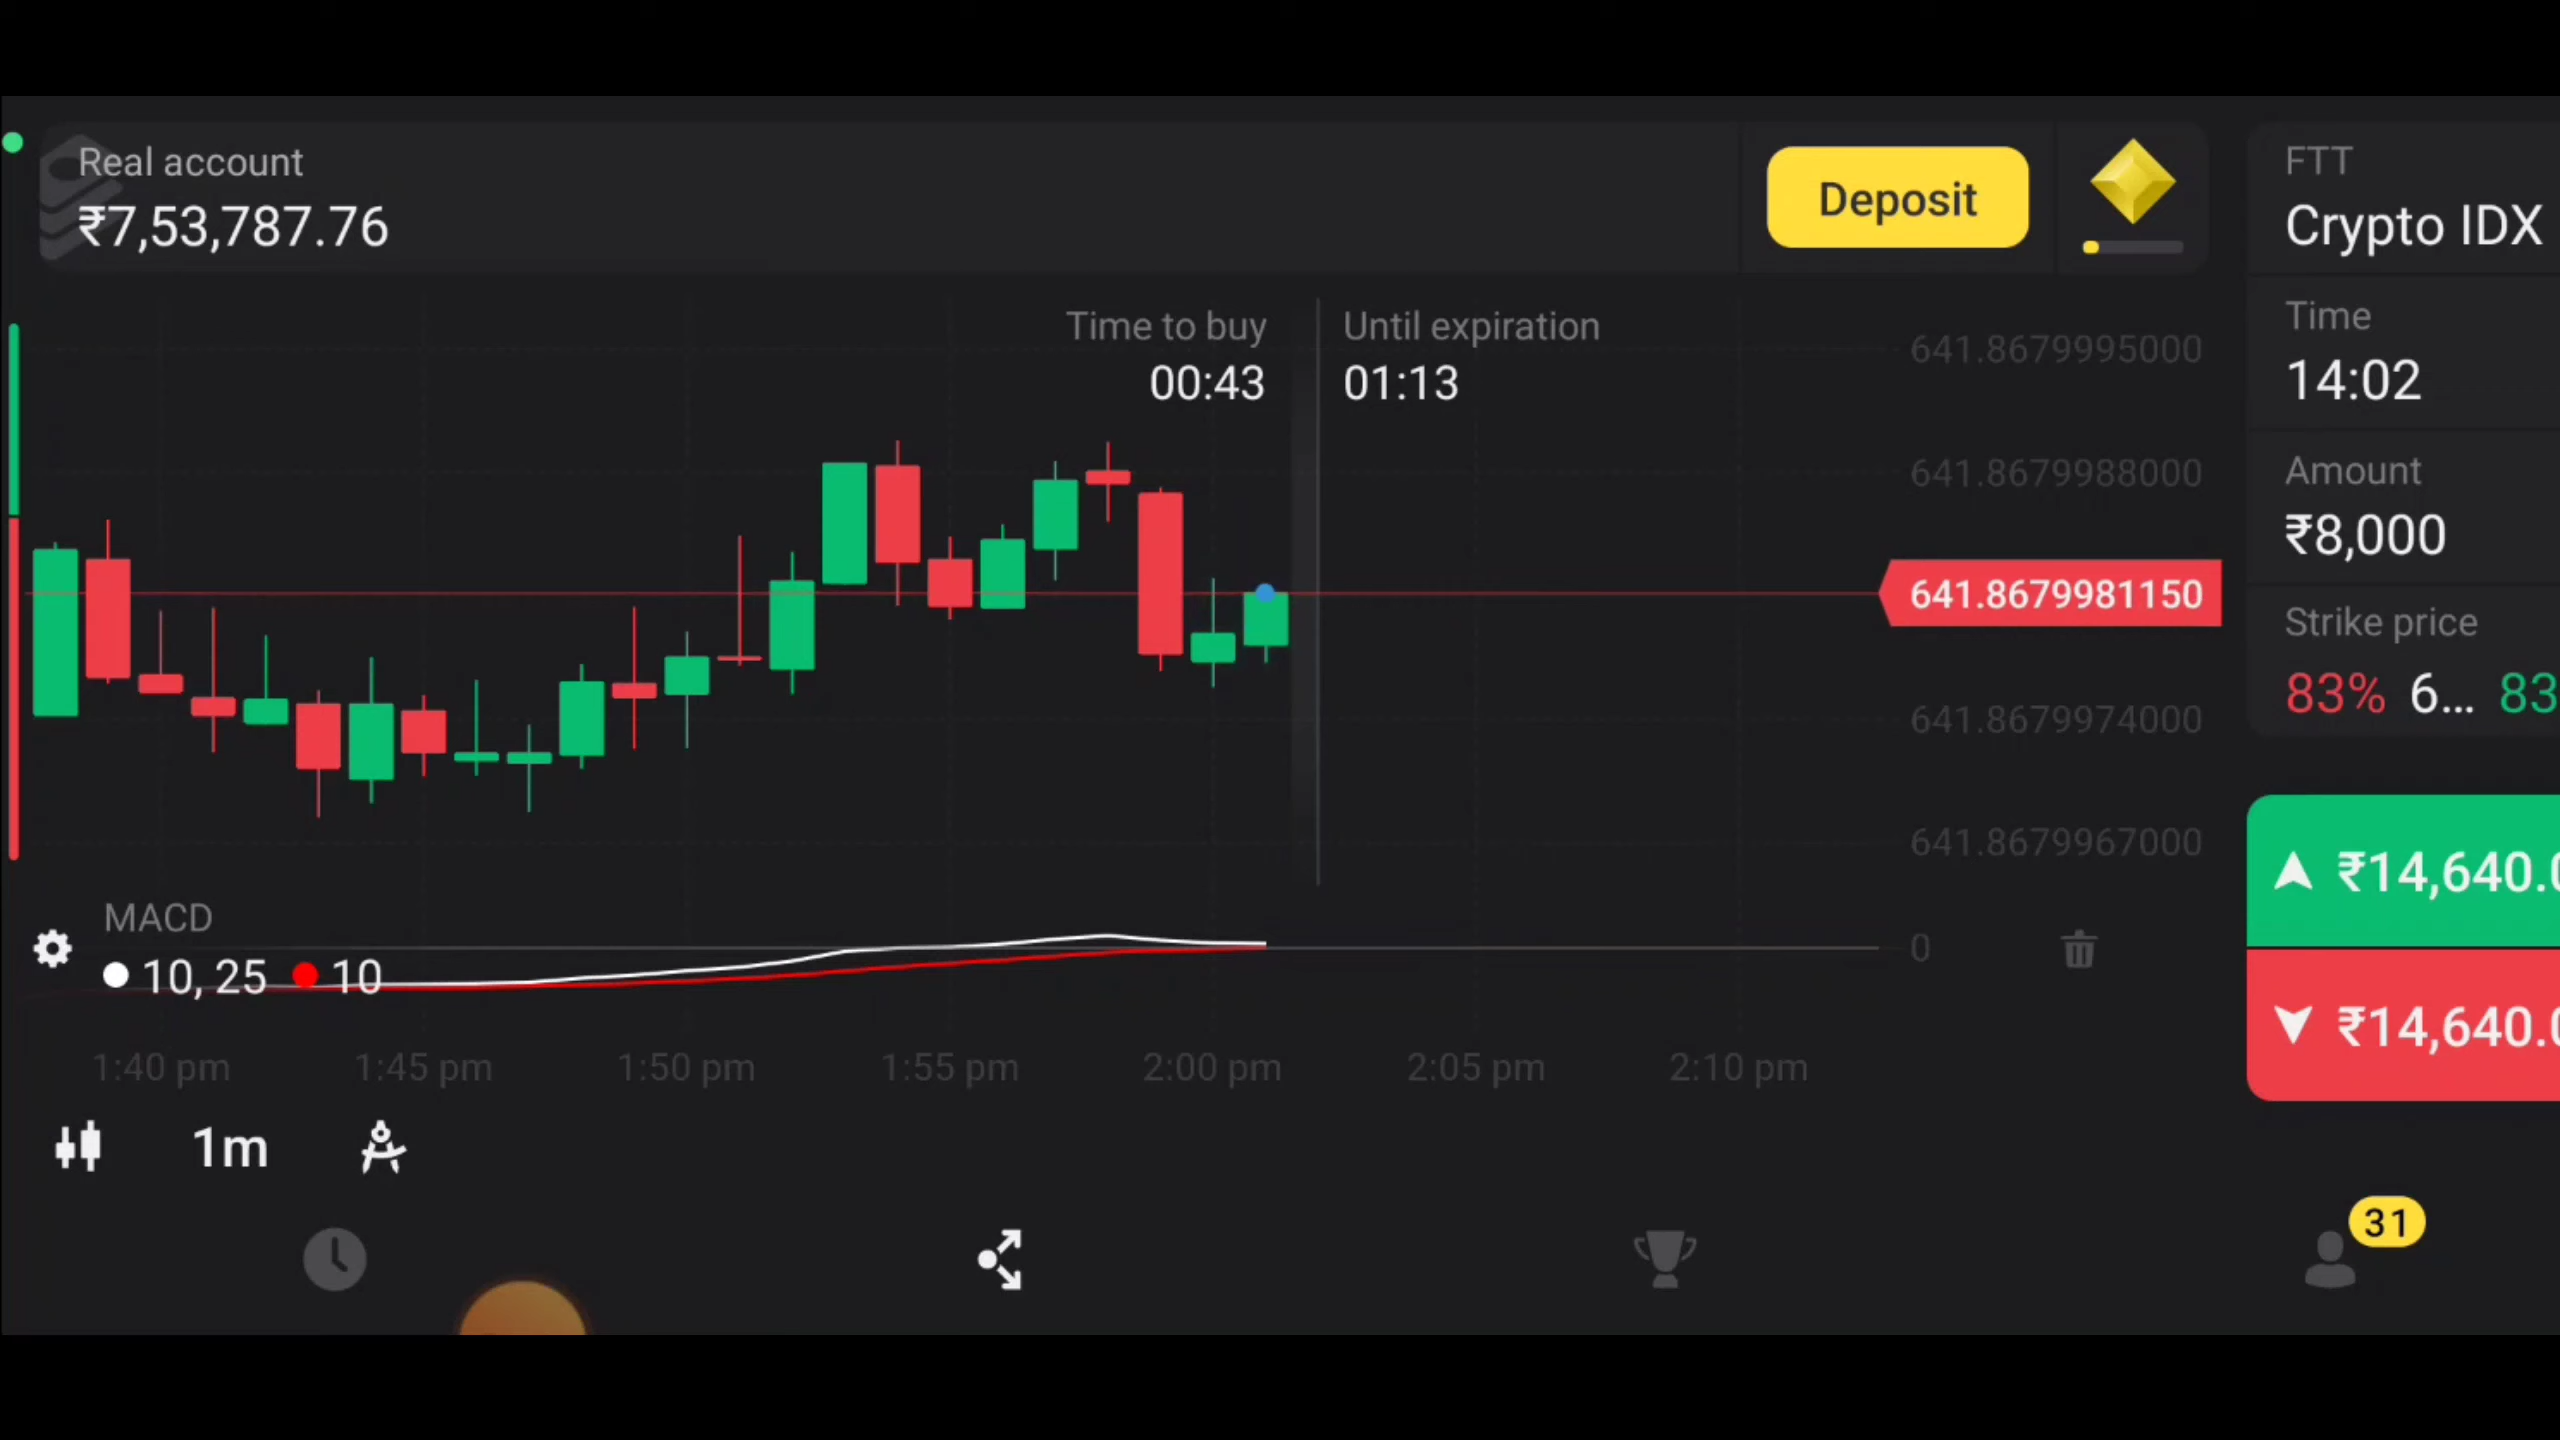 Real account
₹7,53,787.76
Deposit
FTT
Crypto IDX
Time to buy
00:43
Until expiration
01:13
Time
14:02
Amount
₹8,000
Strike price
83% 6... 83
641.8679995000
641.8679988000
641.8679981150
641.8679974000
641.8679967000
₹14,640.0
₹14,640.0
MACD
10, 25 10
0
1:40 pm 1:45 pm 1:50 pm 1:55 pm 2:00 pm 2:05 pm 2:10 pm
1m
31